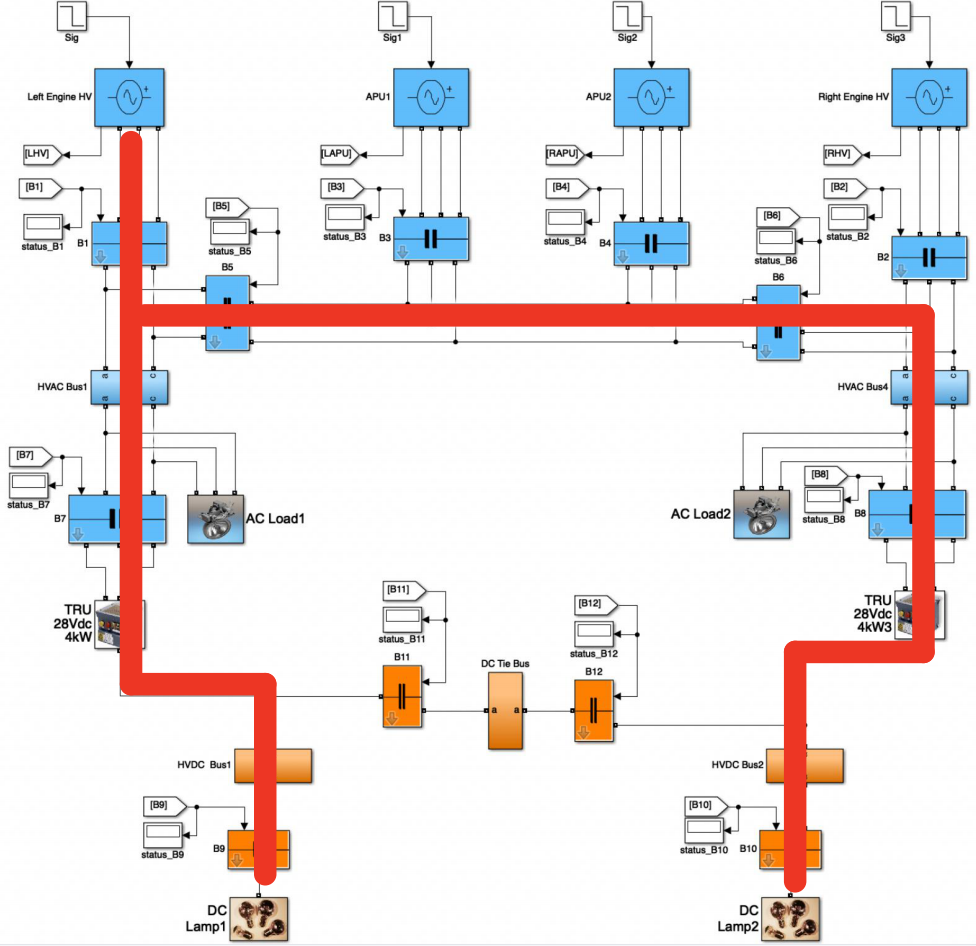 Sig
Sig1
Sig2
Sig3
Left Engine HV
+
APU1
+
APU2
+
Right Engine HV
+
[LHV]
[LAPU]
[RAPU]
[RHV]
[B1]
status_B1
B1
[B5]
status_B5
B5
[B3]
status_B3
B3
[B4]
status_B4
B4
[B6]
status_B6
B6
[B2]
status_B2
B2
HVAC Bus1
a
c
a
c
HVAC Bus4
a
c
a
c
[B7]
status_B7
B7
AC Load1
AC Load2
[B8]
status_B8
B8
TRU
28Vdc
4kW
TRU
28Vdc
4kW3
[B11]
status_B11
B11
DC Tie Bus
a
a
[B12]
status_B12
B12
HVDC Bus1
HVDC Bus2
[B9]
status_B9
B9
[B10]
status_B10
B10
DC
Lamp1
DC
Lamp2